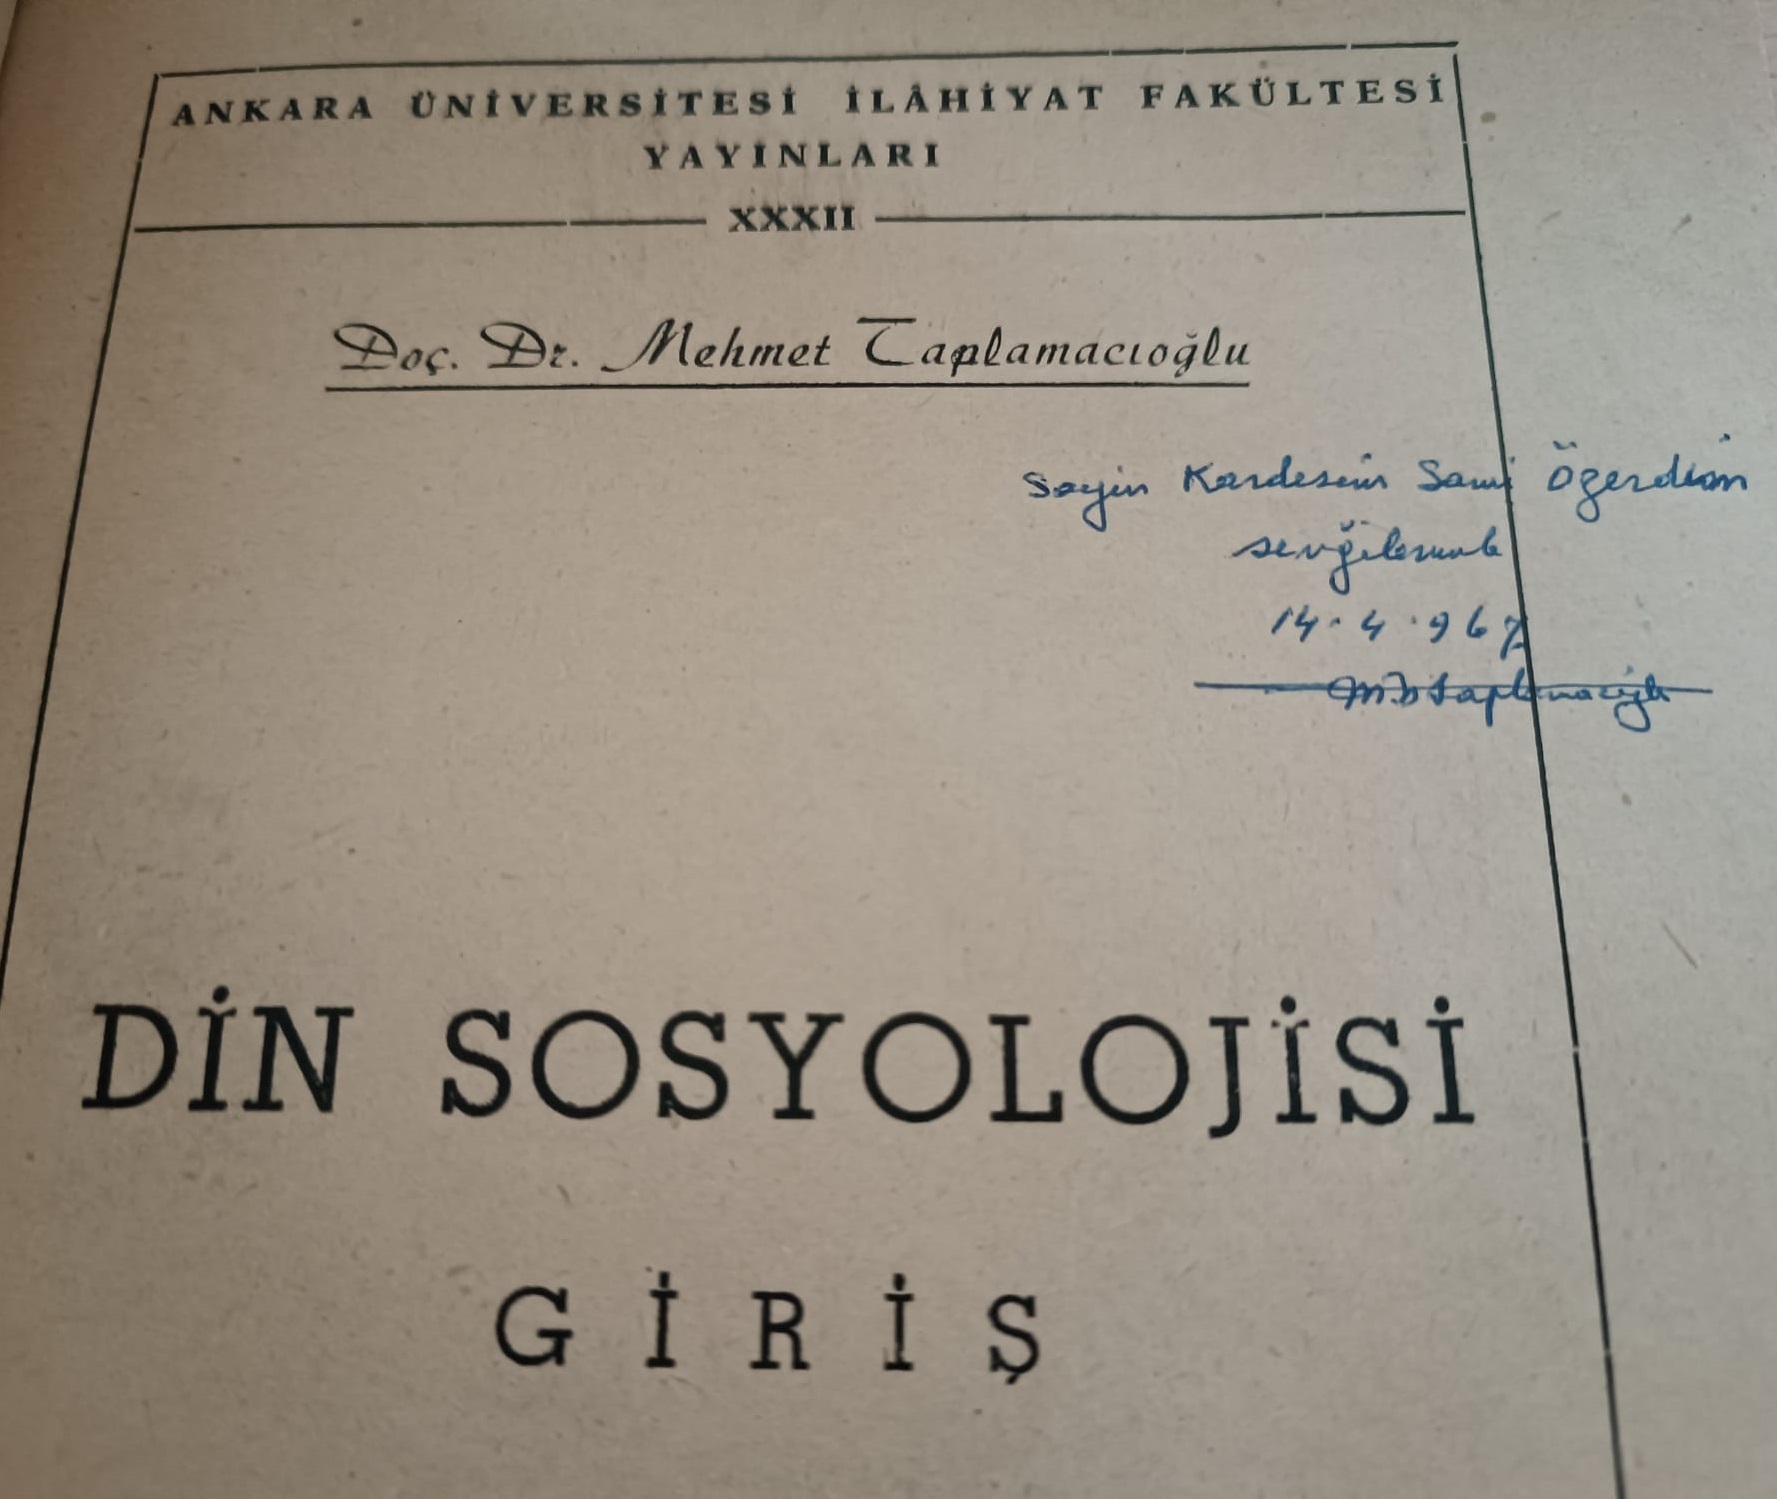 ANKARA ÜNİVERSİTESİ İLÂHİYAT FAKÜLTESİ
YAYINLARI
XXXII
Doç. Dr. Mehmet Taplamacıoğlu
Sayın Kardeşim Sami
sevgilerimle
14.4.967
DİN SOSYOLOJİSİ
GİRİŞ